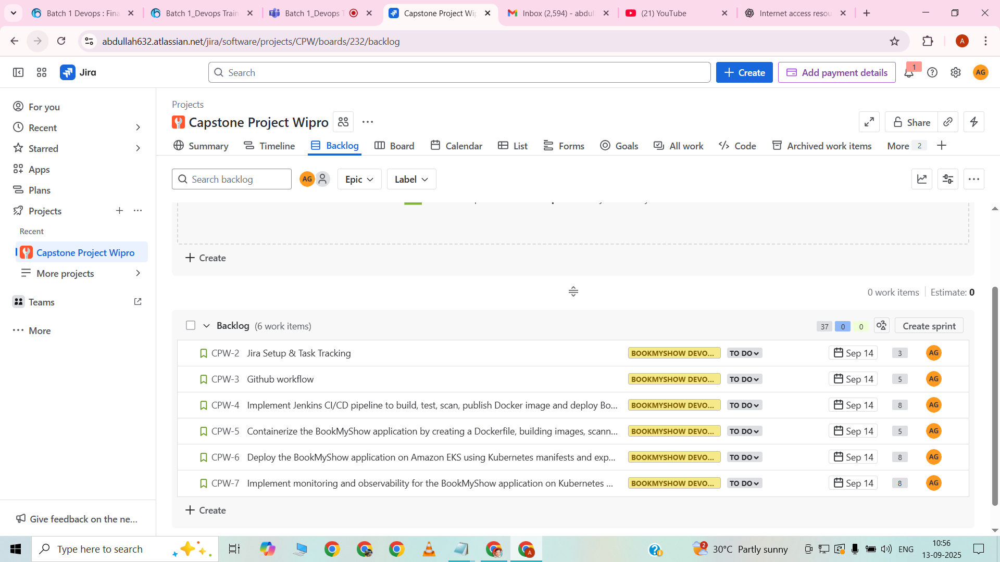 Batch 1 Devops : Fina
Batch 1_Devops Train
Batch 1_Devops T
Capstone Project Wip
Inbox (2,594) - abdul
(21) YouTube
Internet access resou
abdullah632.atlassian.net/jira/software/projects/CPW/boards/232/backlog
A
Jira
Search
Create
Add payment details
1
AG
For you
Recent
Starred
Apps
Plans
Projects
Recent
Capstone Project Wipro
More projects
Teams
More
Give feedback on the ne...
Projects
Capstone Project Wipro
Share
Summary
Timeline
Backlog
Board
Calendar
List
Forms
Goals
All work
Code
Archived work items
More 2
Search backlog
AG
Epic
Label
Create
0 work items
Estimate: 0
Backlog (6 work items)
37 0 0
Create sprint
CPW-2 Jira Setup & Task Tracking BOOKMYSHOW DEVO... TO DO Sep 14 3 AG
CPW-3 Github workflow BOOKMYSHOW DEVO... TO DO Sep 14 5 AG
CPW-4 Implement Jenkins CI/CD pipeline to build, test, scan, publish Docker image and deploy Bo... BOOKMYSHOW DEVO... TO DO Sep 14 8 AG
CPW-5 Containerize the BookMyShow application by creating a Dockerfile, building images, scann... BOOKMYSHOW DEVO... TO DO Sep 14 5 AG
CPW-6 Deploy the BookMyShow application on Amazon EKS using Kubernetes manifests and exp... BOOKMYSHOW DEVO... TO DO Sep 14 8 AG
CPW-7 Implement monitoring and observability for the BookMyShow application on Kubernetes ... BOOKMYSHOW DEVO... TO DO Sep 14 8 AG
Create
Type here to search
A
2
30°C Partly sunny
ENG
10:56
13-09-2025